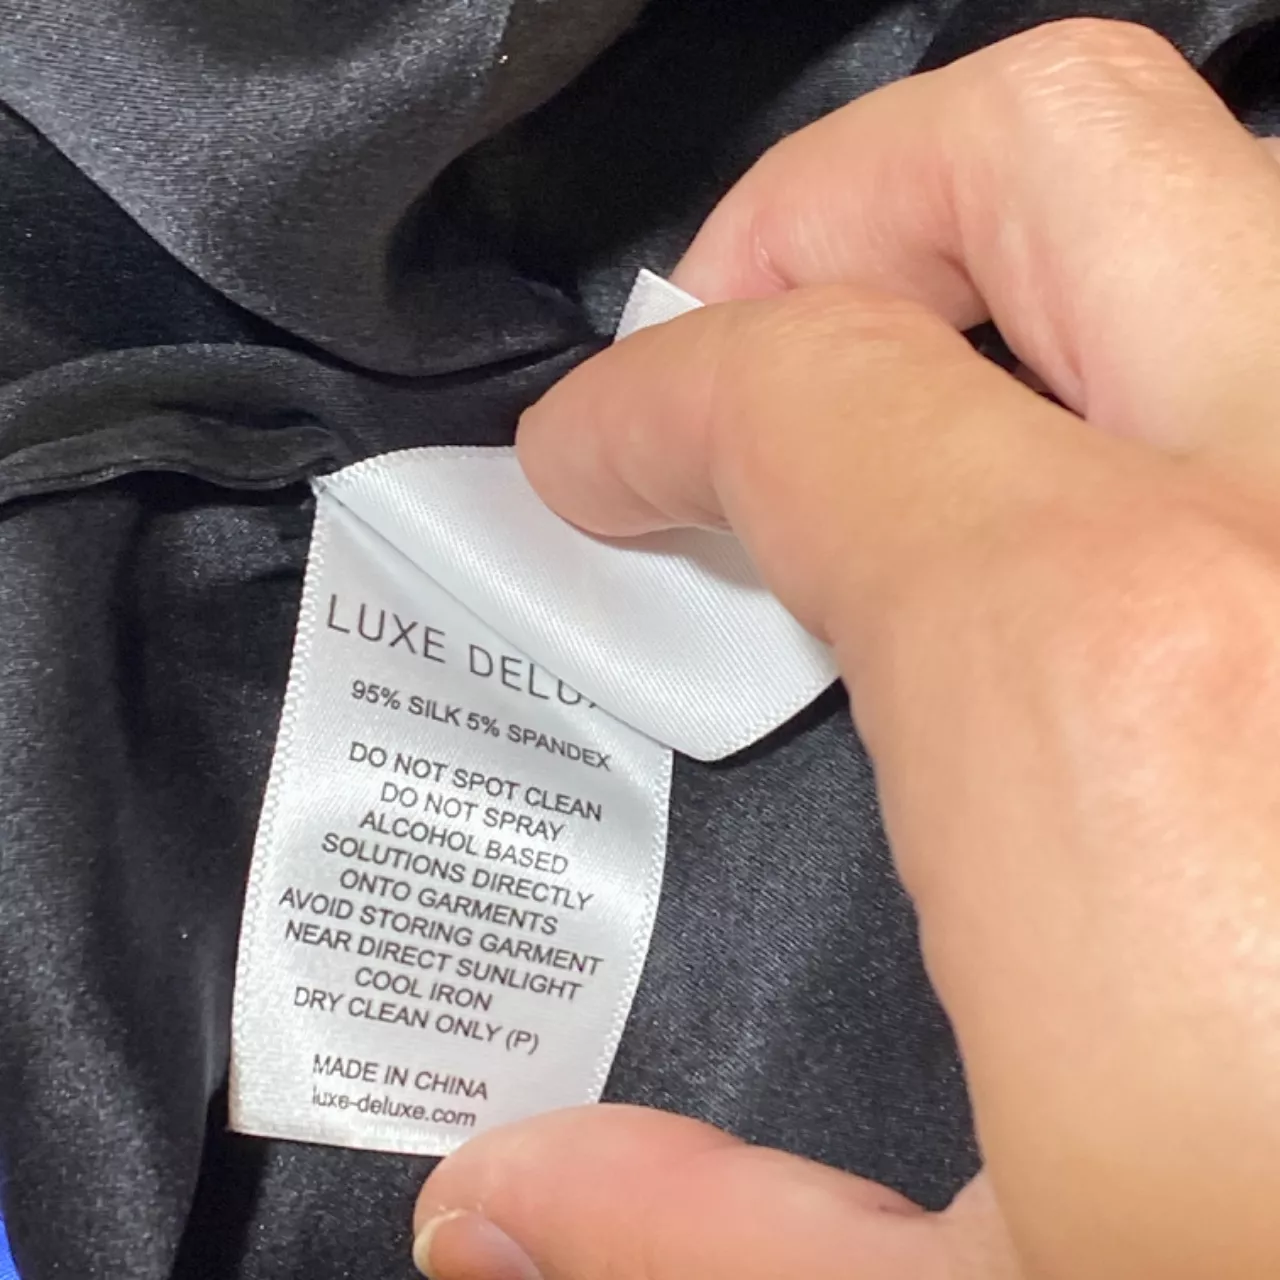 LUXE DELU
95% SILK 5% SPANDEX
DO NOT SPOT CLEAN
DO NOT SPRAY
ALCOHOL BASED
SOLUTIONS DIRECTLY
ONTO GARMENTS
AVOID STORING GARMENT
NEAR DIRECT SUNLIGHT
COOL IRON
DRY CLEAN ONLY (P)
MADE IN CHINA
luxe-deluxe.com